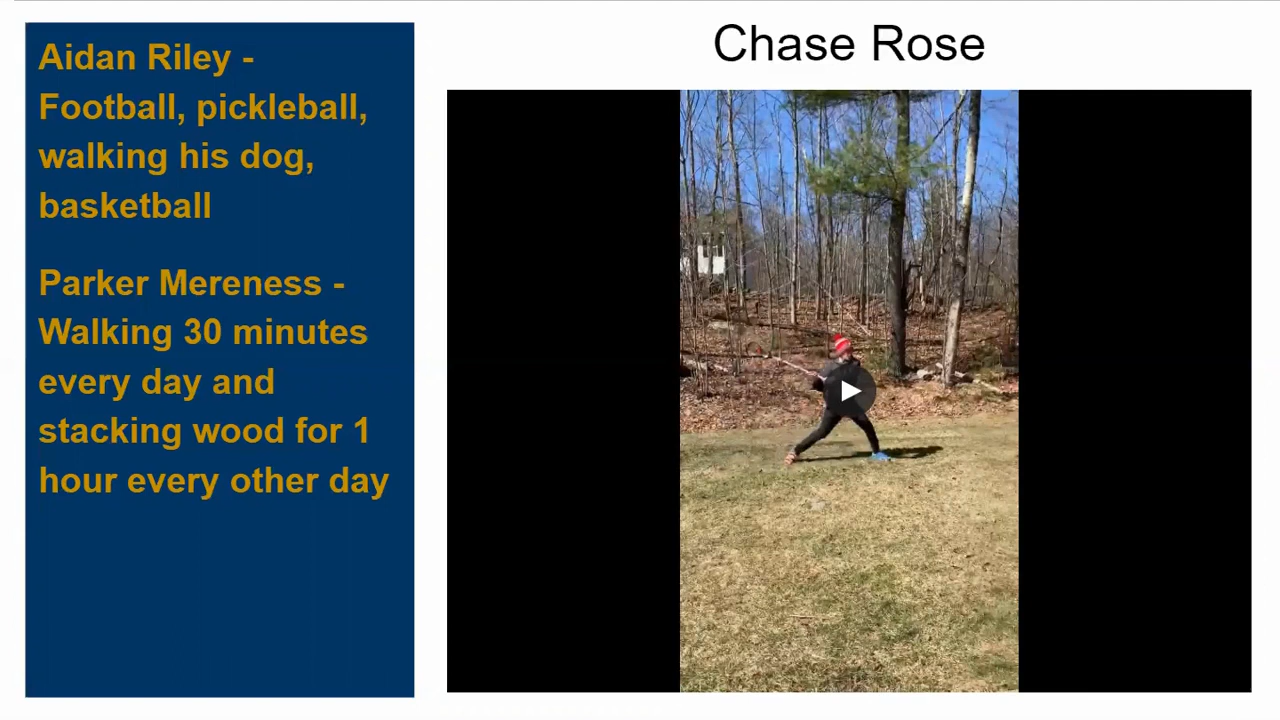 Aidan Riley -
Football, pickleball,
walking his dog,
basketball
Parker Mereness -
Walking 30 minutes
every day and
stacking wood for 1
hour every other day
Chase Rose